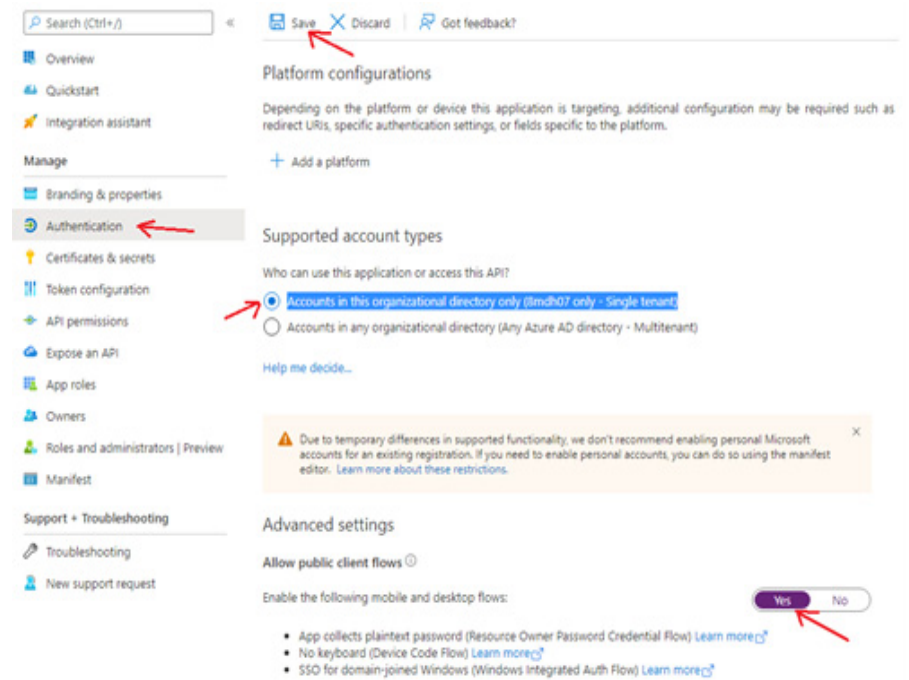 Search (Ctrl+/)
«
Overview
Quickstart
Integration assistant
Manage
Branding & properties
Authentication
Certificates & secrets
Token configuration
API permissions
Expose an API
App roles
Owners
Roles and administrators | Preview
Manifest
Support + Troubleshooting
Troubleshooting
New support request
Save Discard Got feedback?
Platform configurations
Depending on the platform or device this application is targeting, additional configuration may be required such as
redirect URIs, specific authentication settings, or fields specific to the platform.
+ Add a platform
Supported account types
Who can use this application or access this API?
Accounts in this organizational directory only (8mdh07 only - Single tenant)
Accounts in any organizational directory (Any Azure AD directory - Multitenant)
Help me decide...
Due to temporary differences in supported functionality, we don't recommend enabling personal Microsoft
accounts for an existing registration. If you need to enable personal accounts, you can do so using the manifest
editor. Learn more about these restrictions.
Advanced settings
Allow public client flows
Enable the following mobile and desktop flows:
Yes No
• App collects plaintext password (Resource Owner Password Credential Flow) Learn more
• No keyboard (Device Code Flow) Learn more
• SSO for domain-joined Windows (Windows Integrated Auth Flow) Learn more